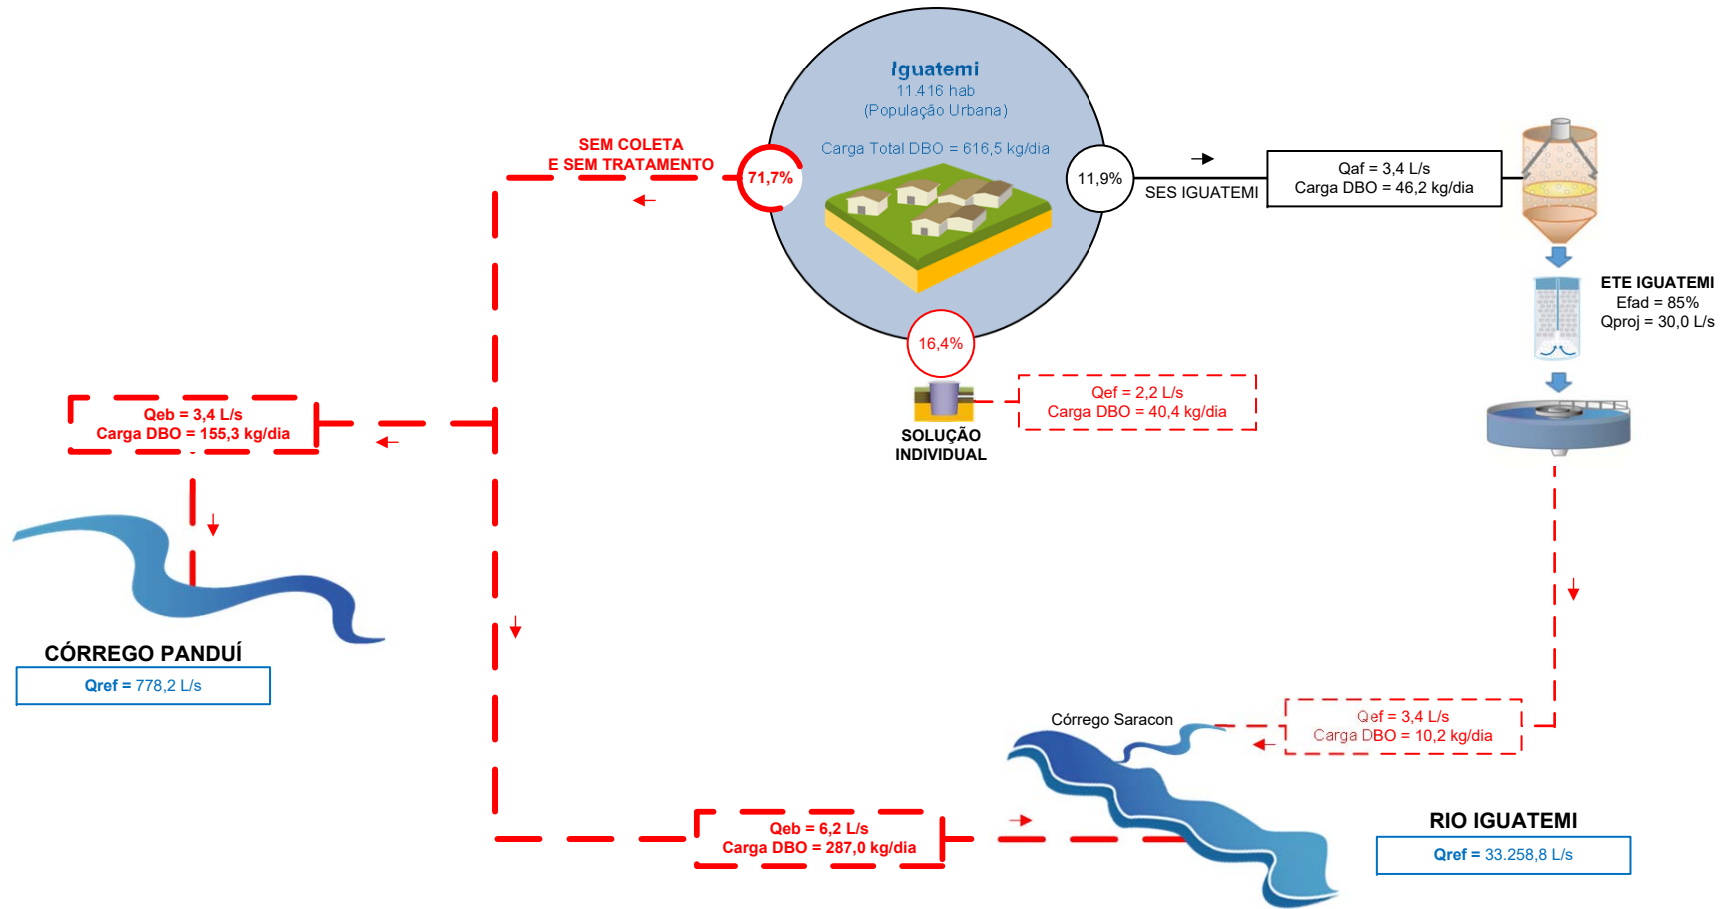 Iguatemi
11.416 hab
(População Urbana)
Carga Total DBO = 616,5 kg/dia
SEM COLETA
E SEM TRATAMENTO
71,7%
11,9%
SES IGUATEMI
Qaf = 3,4 L/s
Carga DBO = 46,2 kg/dia
ETE IGUATEMI
Efad = 85%
Qproj = 30,0 L/s
16,4%
Qef = 2,2 L/s
Carga DBO = 40,4 kg/dia
SOLUÇÃO
INDIVIDUAL
Qeb = 3,4 L/s
Carga DBO = 155,3 kg/dia
CÓRREGO PANDUÍ
Qref = 778,2 L/s
Córrego Saracon
Qef = 3,4 L/s
Carga DBO = 10,2 kg/dia
Qeb = 6,2 L/s
Carga DBO = 287,0 kg/dia
RIO IGUATEMI
Qref = 33.258,8 L/s